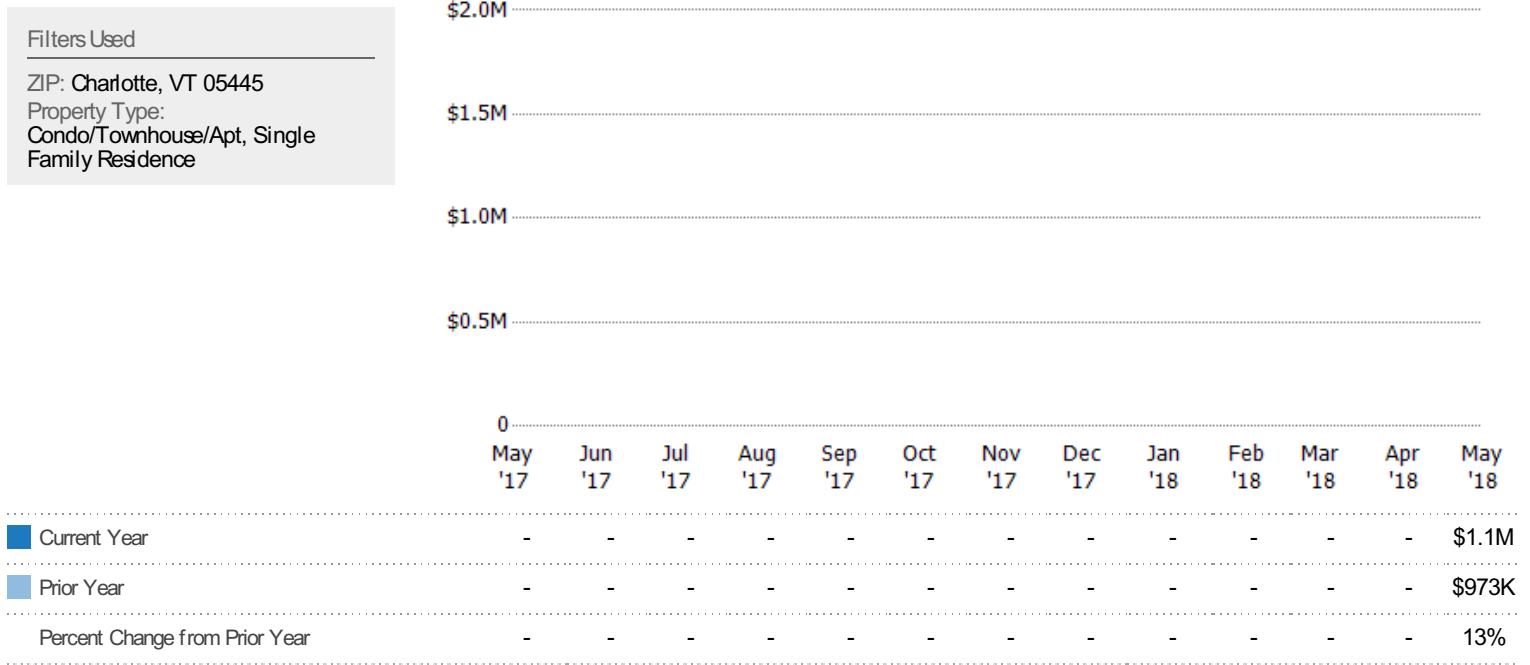 Filters Used
ZIP: Charlotte, VT 05445
Property Type:
Condo/Townhouse/Apt, Single
Family Residence
$2.0M
$1.5M
$1.0M
$0.5M
0
May Jun Jul Aug Sep Oct Nov Dec Jan Feb Mar Apr May
'17 '17 '17 '17 '17 '17 '17 '17 '18 '18 '18 '18 '18
Current Year - - - - - - - - - - - - $1.1M
Prior Year - - - - - - - - - - - - $973K
Percent Change from Prior Year - - - - - - - - - - - - 13%